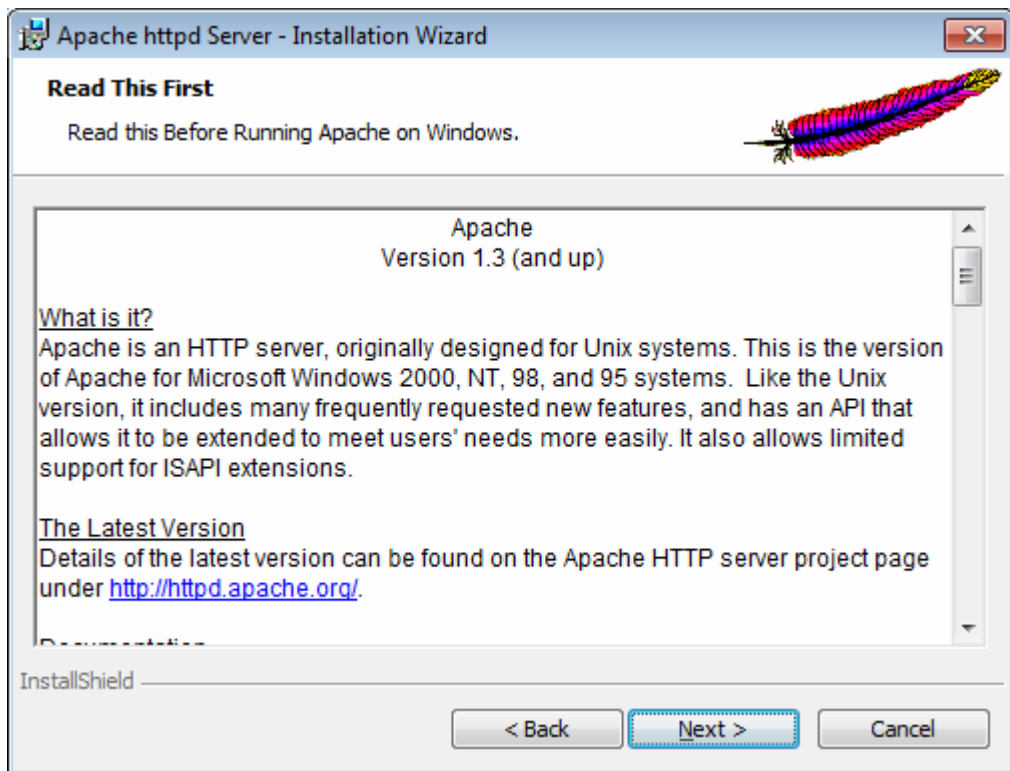 Apache httpd Server - Installation Wizard
Read This First
Read this Before Running Apache on Windows.
Apache
Version 1.3 (and up)
What is it?
Apache is an HTTP server, originally designed for Unix systems. This is the version
of Apache for Microsoft Windows 2000, NT, 98, and 95 systems.  Like the Unix
version, it includes many frequently requested new features, and has an API that
allows it to be extended to meet users' needs more easily. It also allows limited
support for ISAPI extensions.
The Latest Version
Details of the latest version can be found on the Apache HTTP server project page
under http://httpd.apache.org/.
InstallShield
< Back
Next >
Cancel